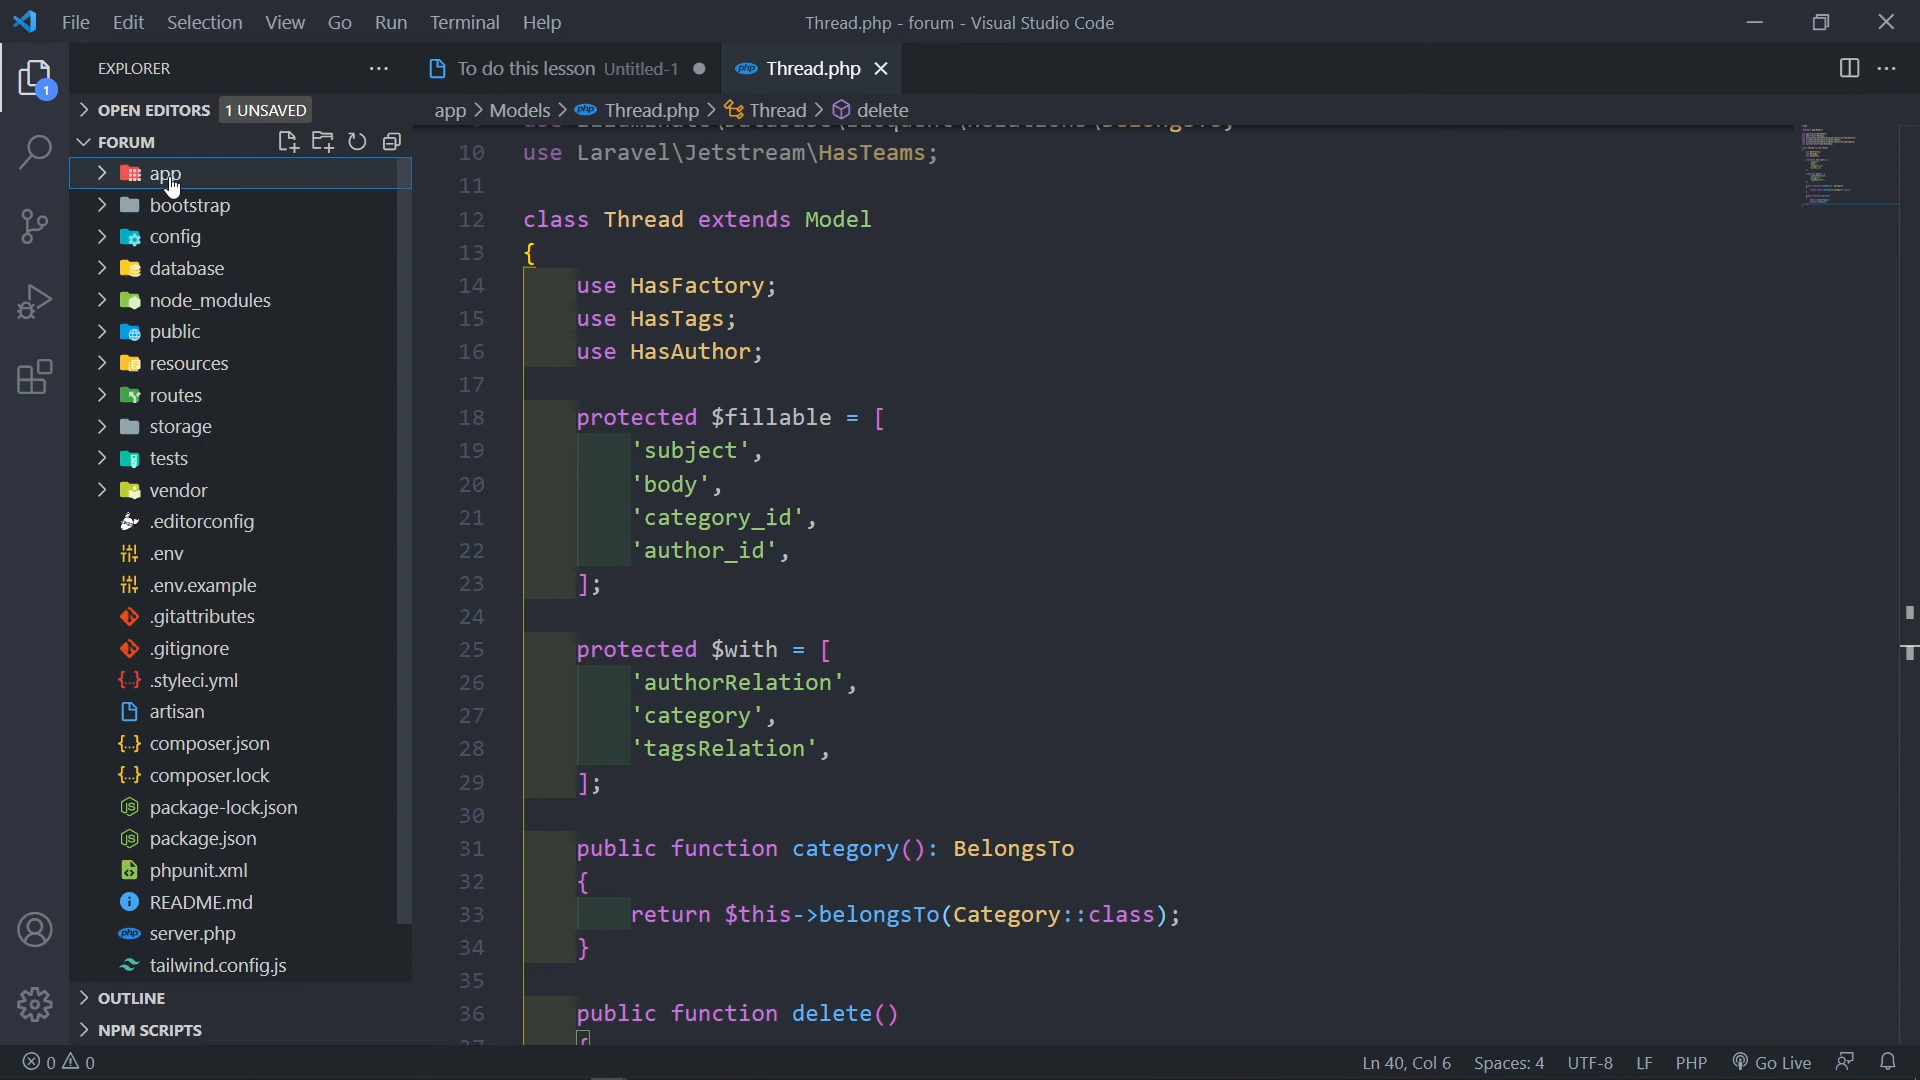 File Edit Selection View Go Run Terminal Help
Thread.php - forum - Visual Studio Code
EXPLORER
To do this lesson Untitled-1
php Thread.php
1
OPEN EDITORS 1 UNSAVED
app > Models > php Thread.php > Thread > delete
FORUM
app
bootstrap
config
database
node_modules
public
resources
routes
storage
tests
vendor
.editorconfig
.env
.env.example
.gitattributes
.gitignore
.styleci.yml
artisan
composer.json
composer.lock
package-lock.json
package.json
phpunit.xml
README.md
php server.php
tailwind.config.js
OUTLINE
NPM SCRIPTS
10 use Laravel\Jetstream\HasTeams;
11
12 class Thread extends Model
13 {
14 use HasFactory;
15 use HasTags;
16 use HasAuthor;
17
18 protected $fillable = [
19 'subject',
20 'body',
21 'category_id',
22 'author_id',
23 ];
24
25 protected $with = [
26 'authorRelation',
27 'category',
28 'tagsRelation',
29 ];
30
31 public function category(): BelongsTo
32 {
33 return $this->belongsTo(Category::class);
34 }
35
36 public function delete()
0 0
Ln 40, Col 6 Spaces: 4 UTF-8 LF PHP Go Live